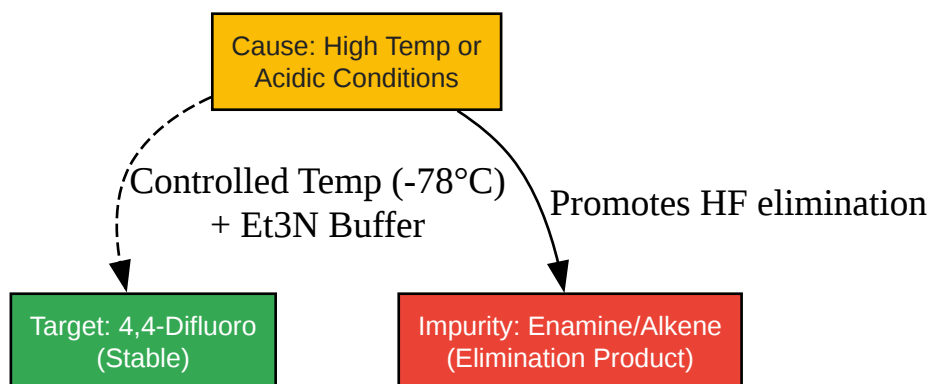 Cause: High Temp or
Acidic Conditions
Controlled Temp (-78°C)
+ Et3N Buffer
Promotes HF elimination
Target: 4,4-Difluoro
(Stable)
Impurity: Enamine/Alkene
(Elimination Product)